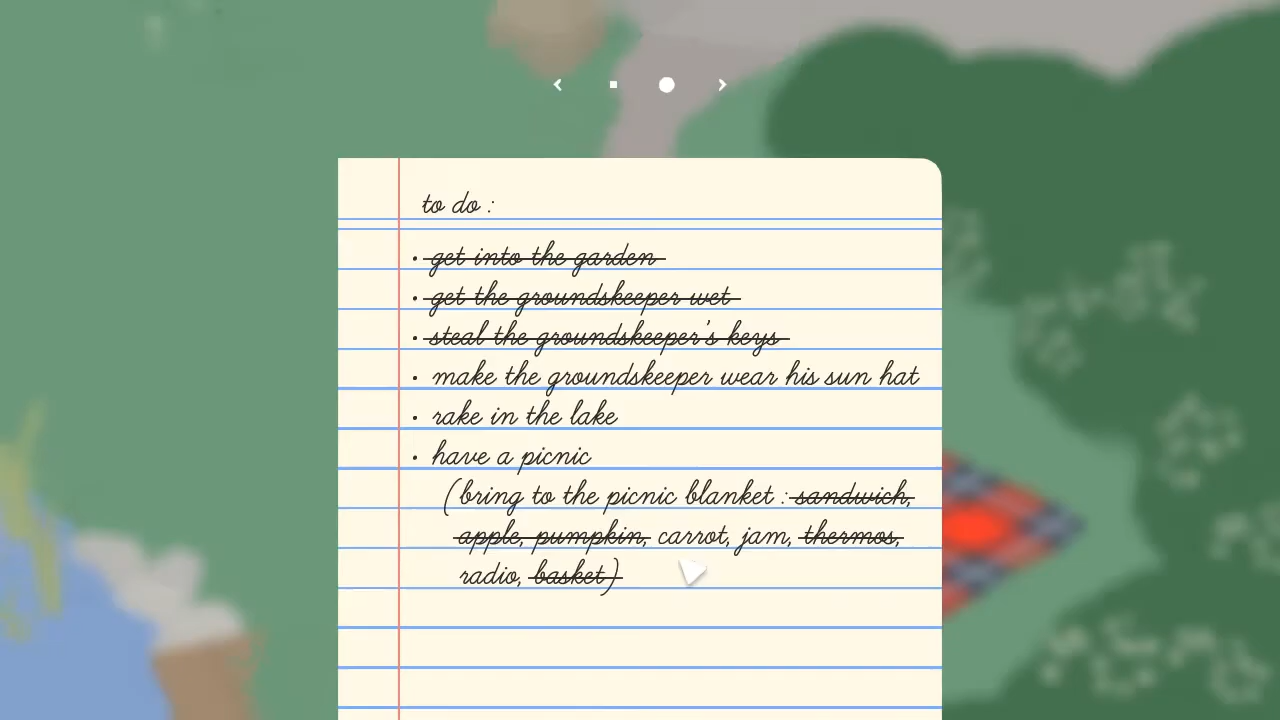 to do :
• get into the garden
• get the groundskeeper wet
• steal the groundskeeper's keys
• make the groundskeeper wear his sun hat
• rake in the lake
• have a picnic
(bring to the picnic blanket : sandwich,
apple, pumpkin, carrot, jam, thermos,
radio, basket)